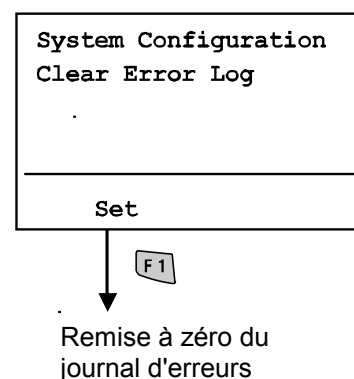 System Configuration
Clear Error Log
Set
F1
Remise à zéro du
journal d'erreurs